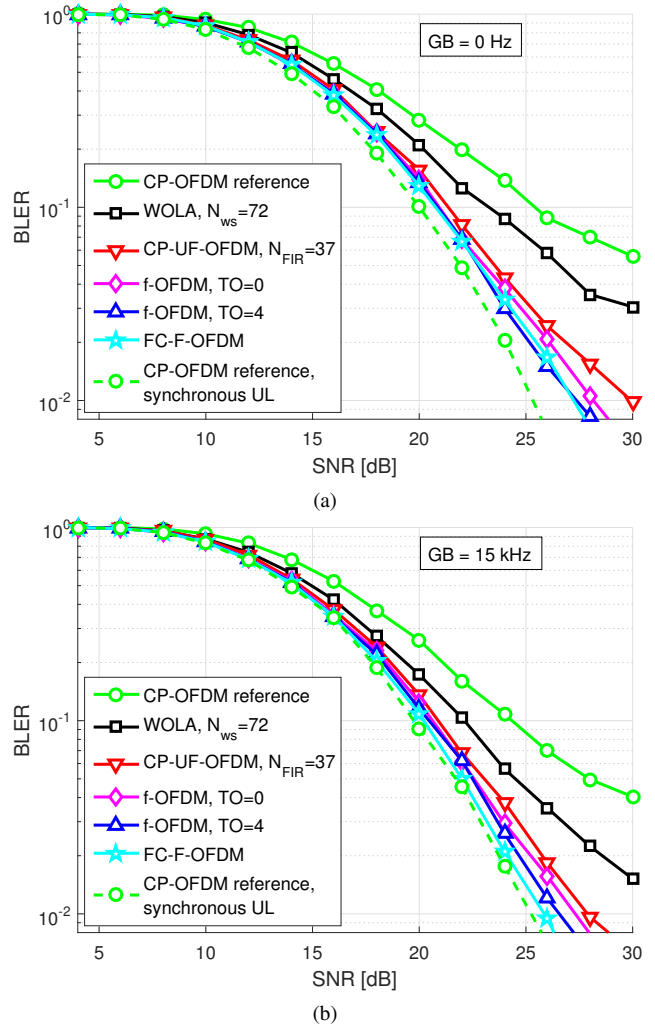 10^0
10^-1
10^-2
BLER
GB = 0 Hz
CP-OFDM reference
WOLA, N_ws=72
CP-UF-OFDM, N_FIR=37
f-OFDM, TO=0
f-OFDM, TO=4
FC-F-OFDM
CP-OFDM reference,
synchronous UL
5 10 15 20 25 30
SNR [dB]
(a)
10^0
10^-1
10^-2
BLER
GB = 15 kHz
CP-OFDM reference
WOLA, N_ws=72
CP-UF-OFDM, N_FIR=37
f-OFDM, TO=0
f-OFDM, TO=4
FC-F-OFDM
CP-OFDM reference,
synchronous UL
5 10 15 20 25 30
SNR [dB]
(b)